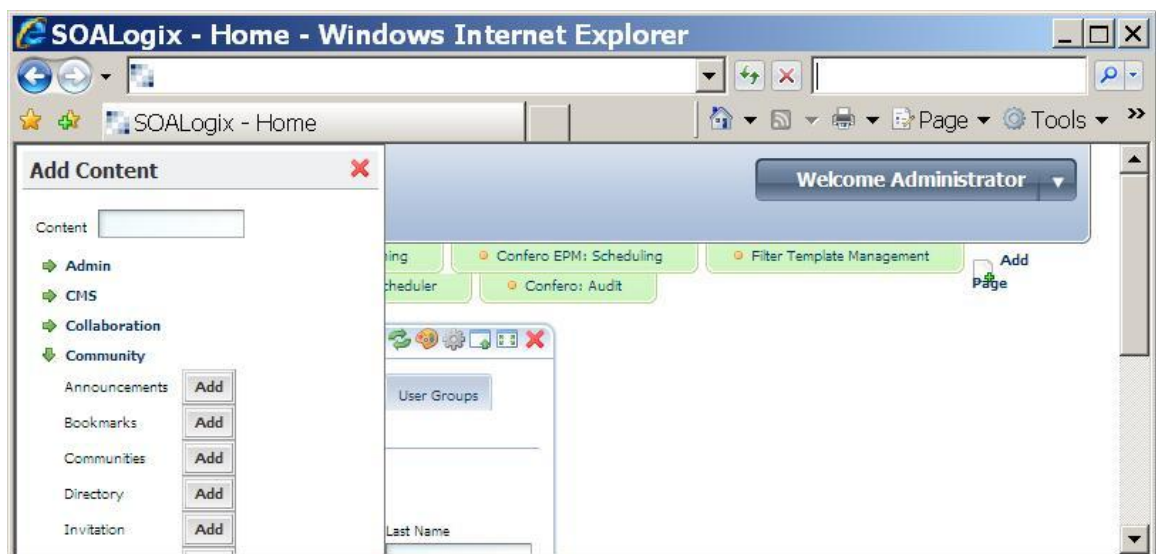 SOALogix - Home - Windows Internet Explorer
SOALogix - Home
Page
Tools
Add Content
Welcome Administrator
Content
Admin
CMS
Collaboration
Community
Announcements Add
Bookmarks Add
Communities Add
Directory Add
Invitation Add
Confero EPM: Scheduling
Filter Template Management
Add
Page
Confero: Audit
User Groups
Last Name